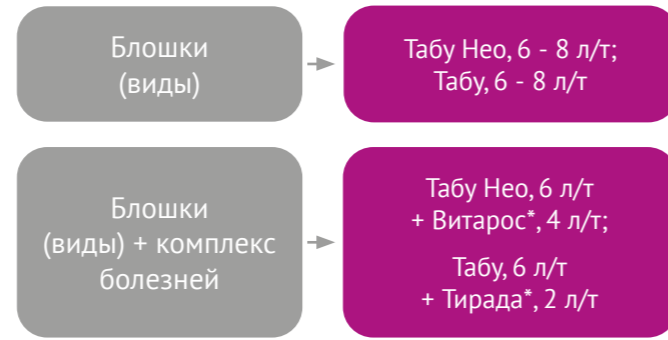 Блошки
(виды)
Табу Нео, 6 - 8 л/т;
Табу, 6 - 8 л/т
Блошки
(виды) + комплекс
болезней
Табу Нео, 6 л/т
+ Витарос*, 4 л/т;
Табу, 6 л/т
+ Тирада*, 2 л/т